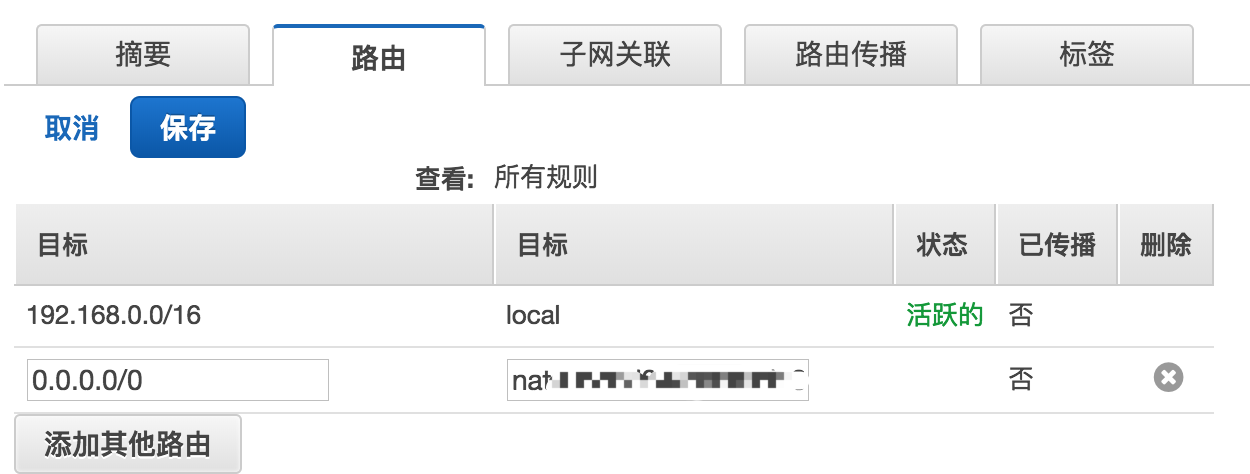 摘要 路由 子网关联 路由传播 标签
取消 保存
查看: 所有规则
目标 目标 状态 已传播 删除
192.168.0.0/16 local 活跃的 否
0.0.0.0/0 nat 否
添加其他路由